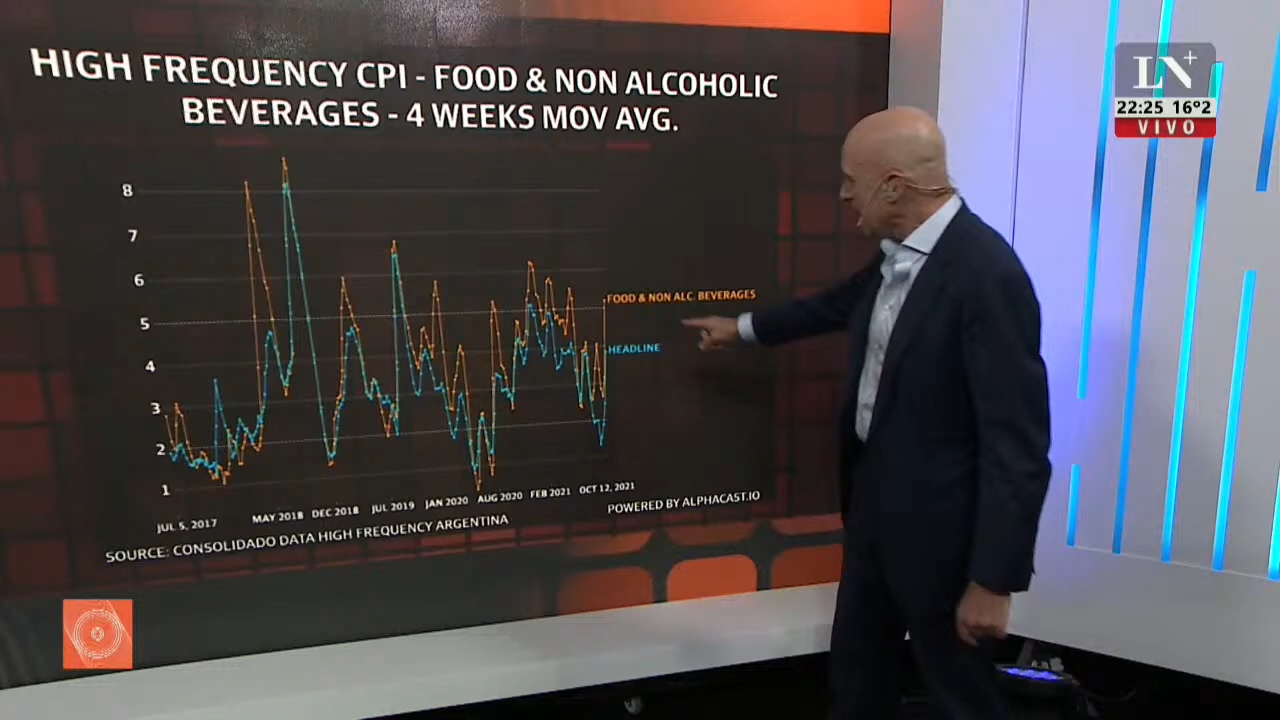 HIGH FREQUENCY CPI - FOOD & NON ALCOHOLIC
BEVERAGES - 4 WEEKS MOV AVG.
LN+
22:25 16º2
VIVO
8
7
6
5
4
3
2
1
FOOD & NON ALC. BEVERAGES
HEADLINE
JUL 5, 2017
MAY 2018
DEC 2018
JUL 2019
JAN 2020
AUG 2020
FEB 2021
OCT 12, 2021
SOURCE: CONSOLIDADO DATA HIGH FREQUENCY ARGENTINA
POWERED BY ALPHACAST.IO